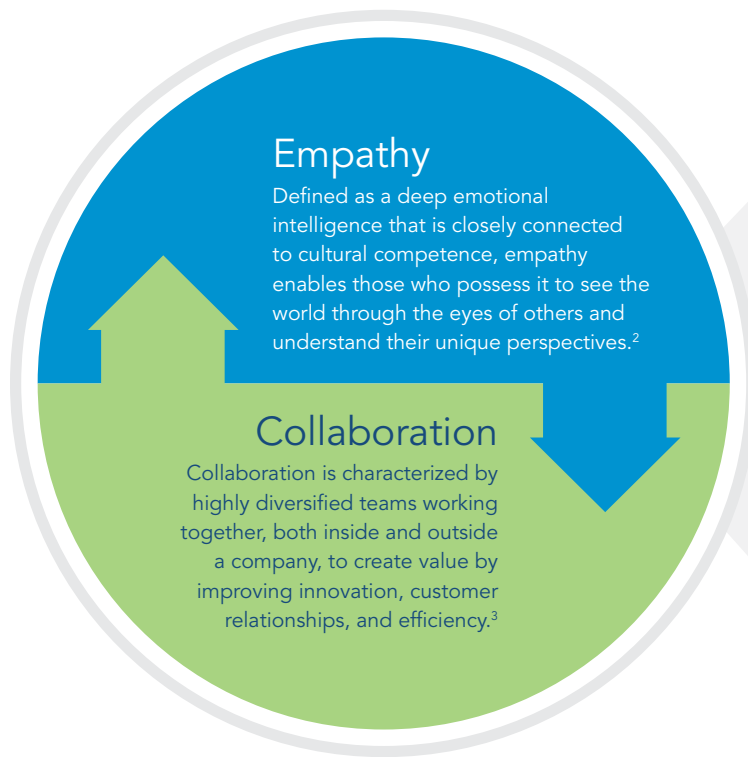 Empathy
Defined as a deep emotional
intelligence that is closely connected
to cultural competence, empathy
enables those who possess it to see the
world through the eyes of others and
understand their unique perspectives.2
Collaboration
Collaboration is characterized by
highly diversified teams working
together, both inside and outside
a company, to create value by
improving innovation, customer
relationships, and efficiency.3